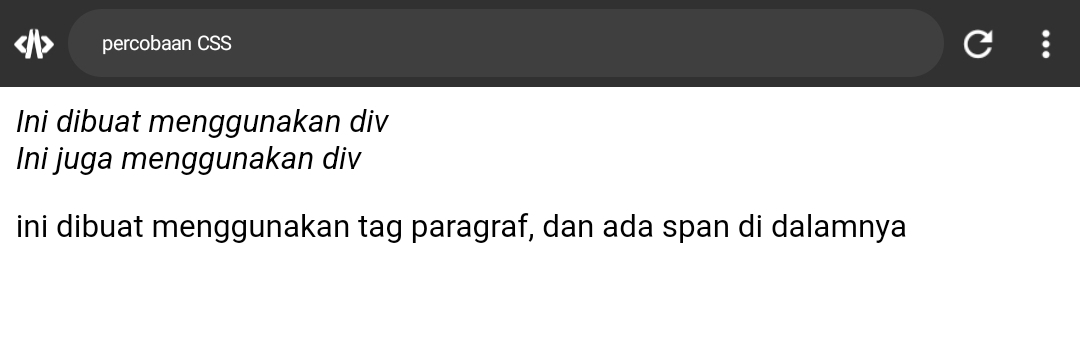 percobaan CSS
Ini dibuat menggunakan div
Ini juga menggunakan div
ini dibuat menggunakan tag paragraf, dan ada span di dalamnya